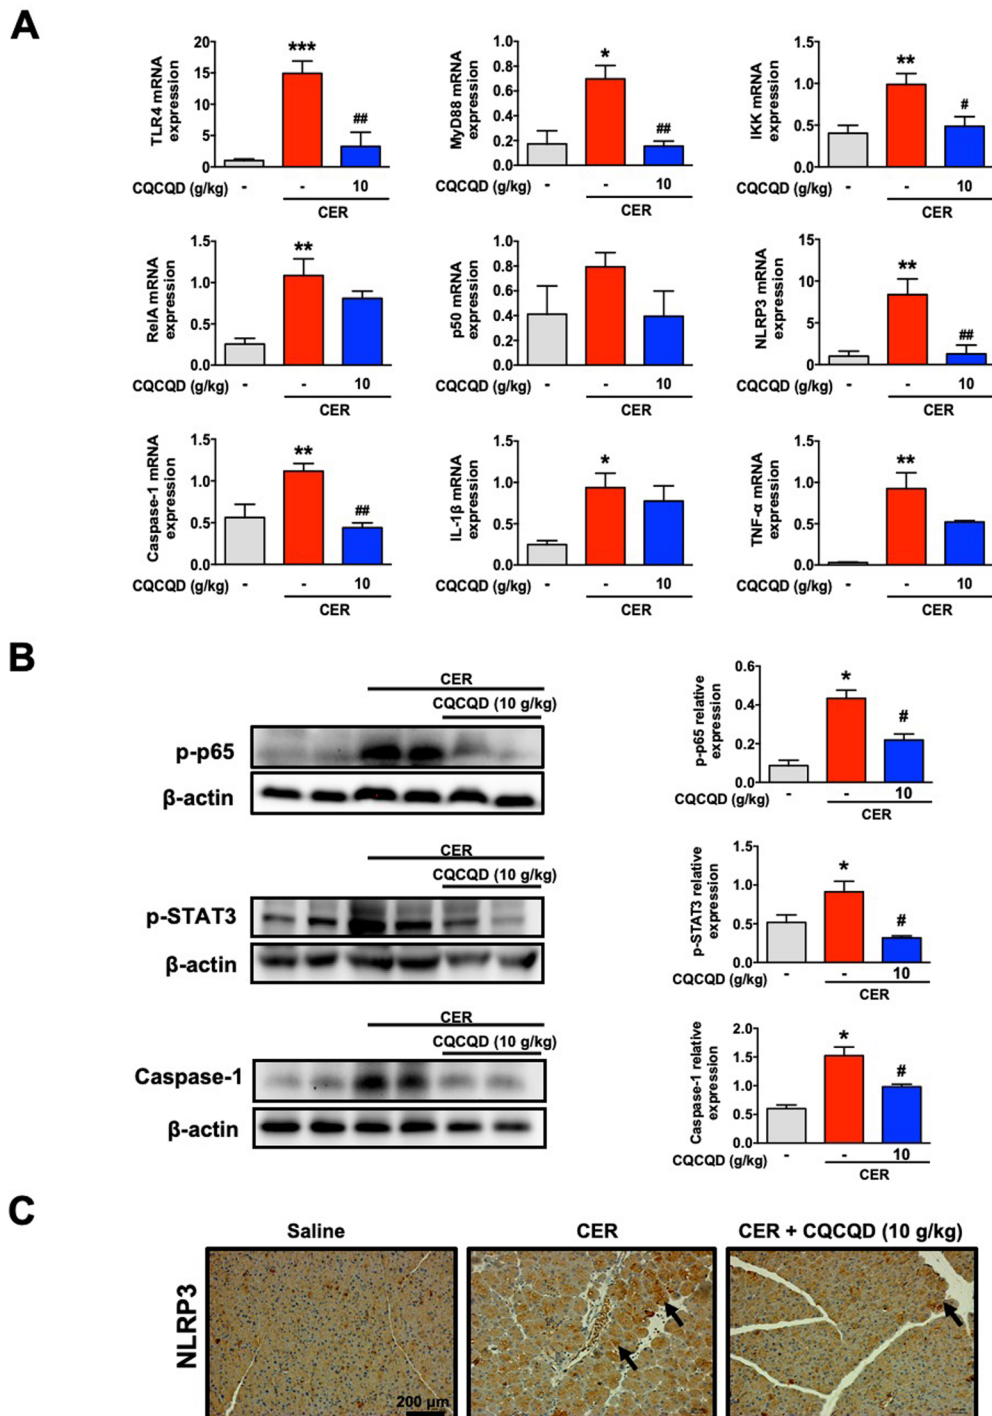 A
TLR4 mRNA
expression
20
15
10
5
0
***
##
CQCQD (g/kg)
-
-
10
CER
MyD88 mRNA
expression
1.0
0.8
0.6
0.4
0.2
0.0
*
##
CQCQD (g/kg)
-
-
10
CER
IKK mRNA
expression
1.5
1.0
0.5
0.0
**
#
CQCQD (g/kg)
-
-
10
CER
RelA mRNA
expression
1.5
1.0
0.5
0.0
**
CQCQD (g/kg)
-
-
10
CER
p50 mRNA
expression
1.0
0.8
0.6
0.4
0.2
0.0
CQCQD (g/kg)
-
-
10
CER
NLRP3 mRNA
expression
15
10
5
0
**
##
CQCQD (g/kg)
-
-
10
CER
Caspase-1 mRNA
expression
1.5
1.0
0.5
0.0
**
##
CQCQD (g/kg)
-
-
10
CER
IL-1β mRNA
expression
1.5
1.0
0.5
0.0
*
CQCQD (g/kg)
-
-
10
CER
TNF-α mRNA
expression
1.5
1.0
0.5
0.0
**
CQCQD (g/kg)
-
-
10
CER
B
CER
CQCQD (10 g/kg)
p-p65
β-actin
p-p65 relative
expression
0.6
0.4
0.2
0.0
*
#
CQCQD (g/kg)
-
-
10
CER
CER
CQCQD (10 g/kg)
p-STAT3
β-actin
p-STAT3 relative
expression
1.5
1.0
0.5
0.0
*
#
CQCQD (g/kg)
-
-
10
CER
CER
CQCQD (10 g/kg)
Caspase-1
β-actin
Caspase-1 relative
expression
2.0
1.5
1.0
0.5
0.0
*
#
CQCQD (g/kg)
-
-
10
CER
C
Saline
CER
CER + CQCQD (10 g/kg)
NLRP3
200 μm